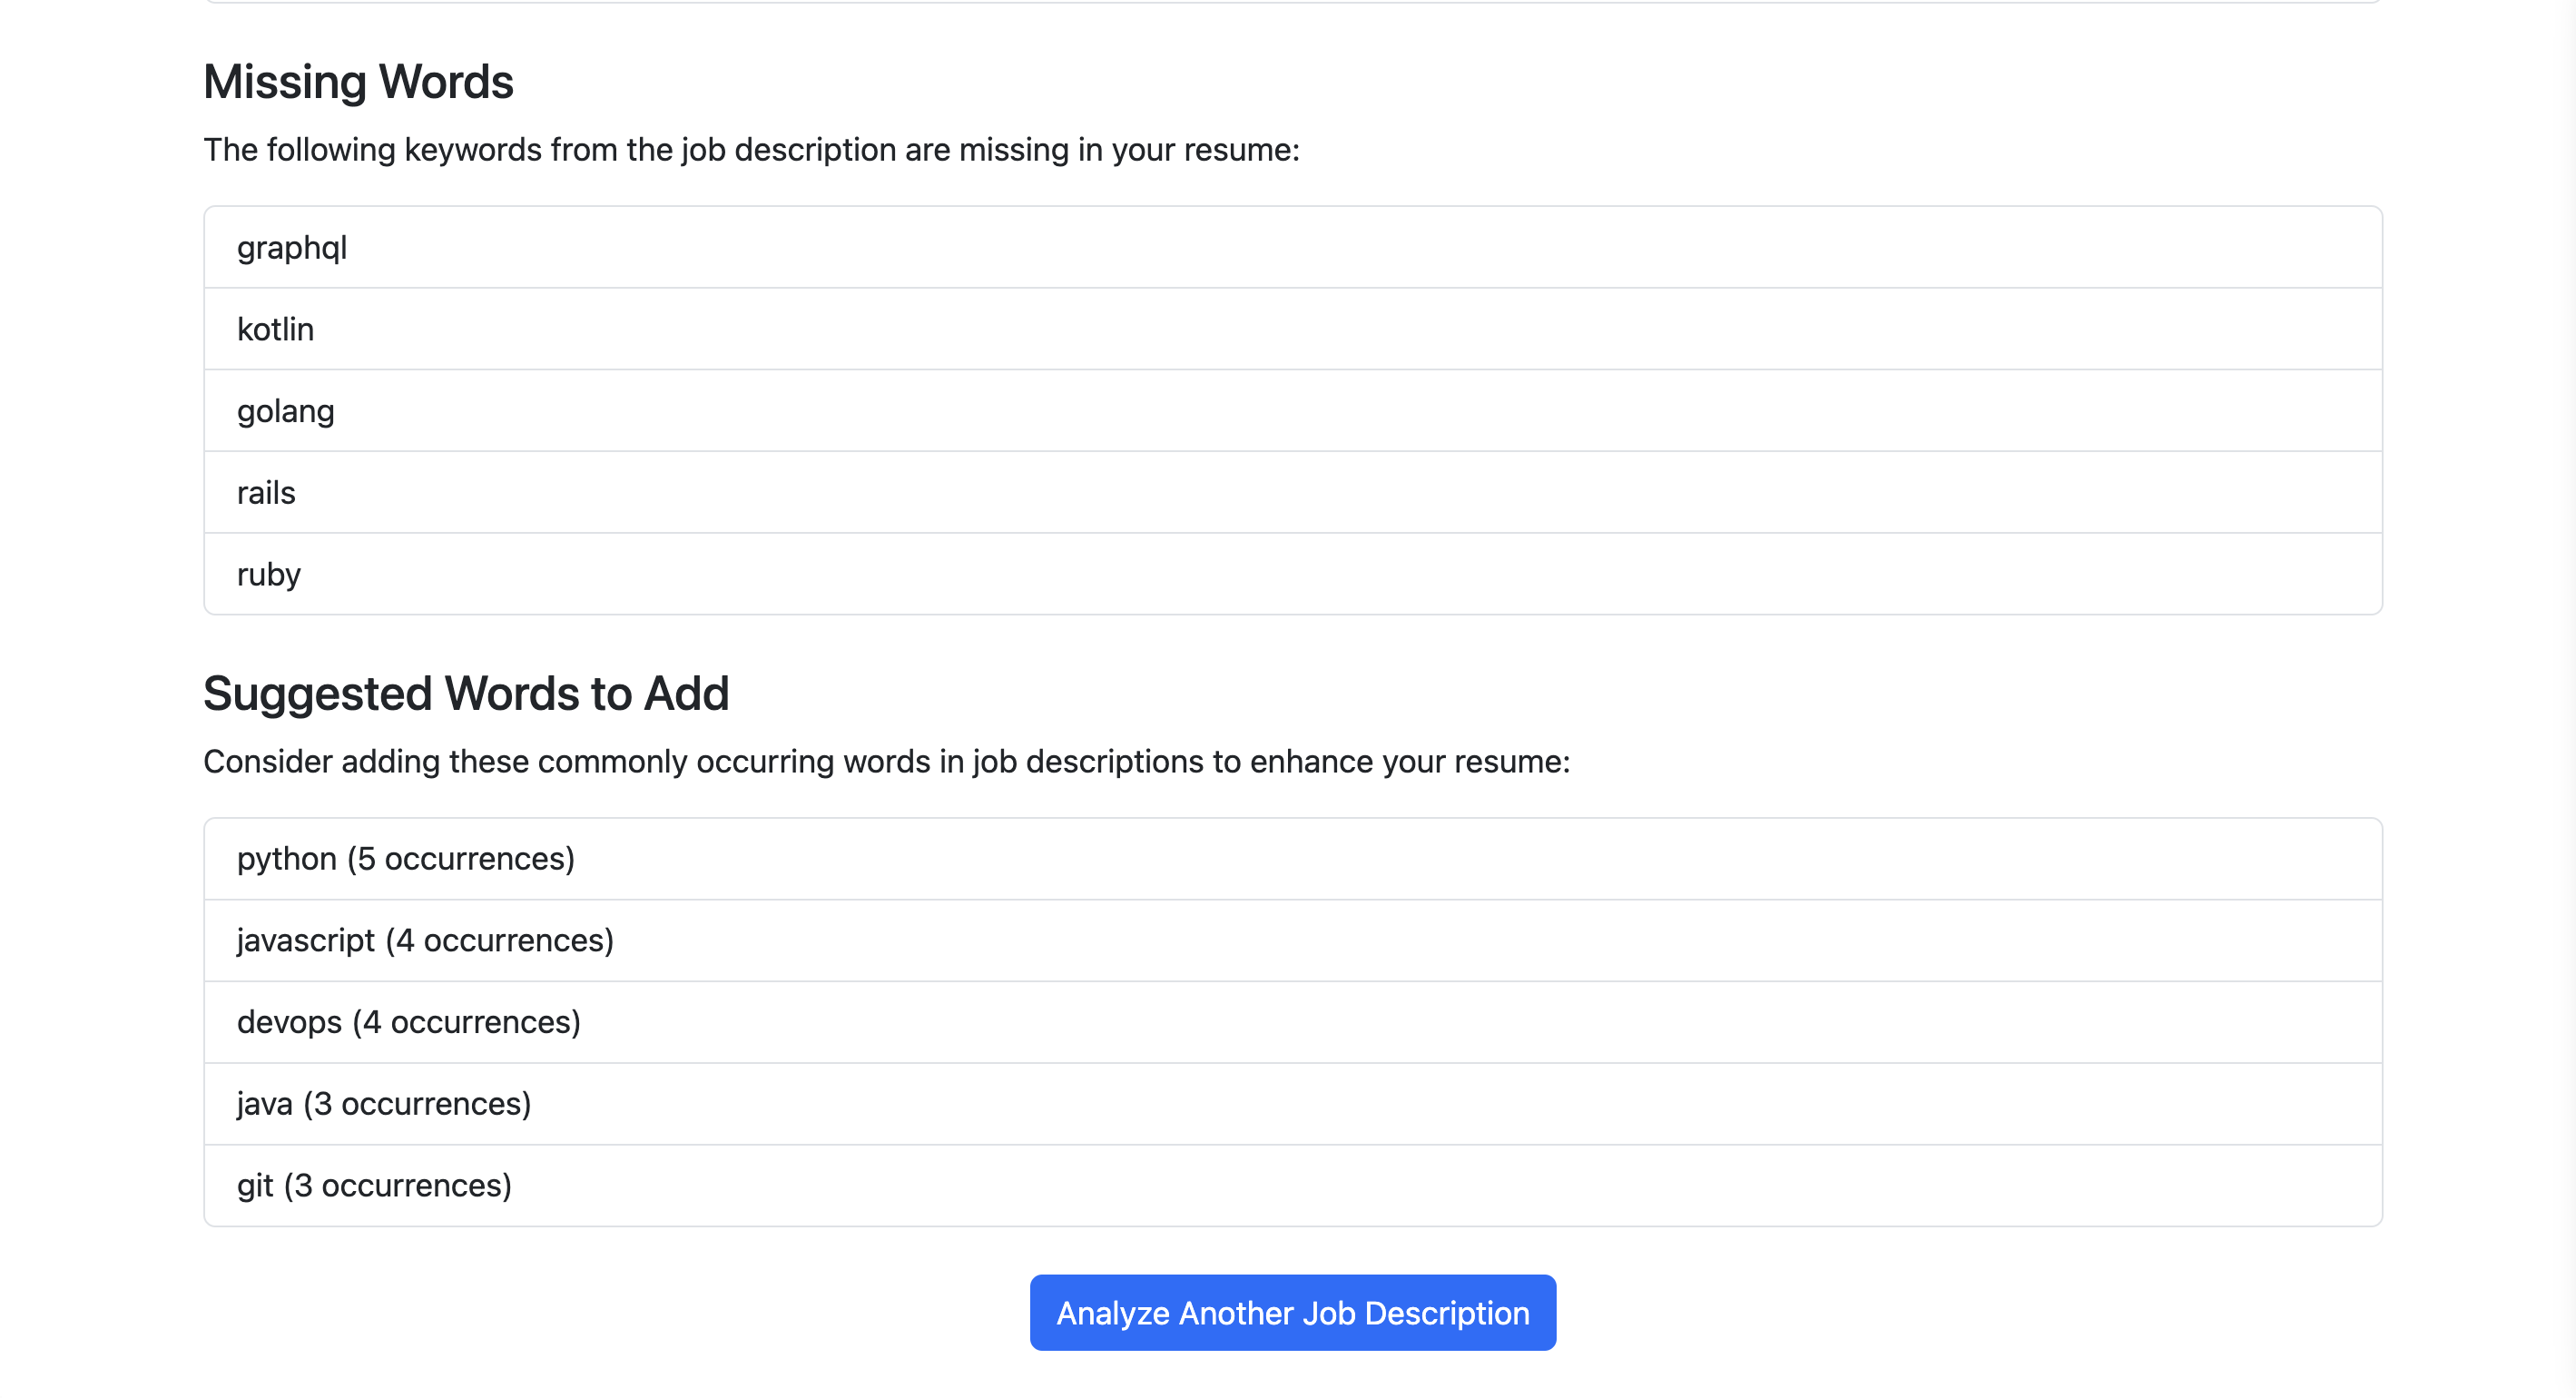 Missing Words
The following keywords from the job description are missing in your resume:
graphql
kotlin
golang
rails
ruby
Suggested Words to Add
Consider adding these commonly occurring words in job descriptions to enhance your resume:
python (5 occurrences)
javascript (4 occurrences)
devops (4 occurrences)
java (3 occurrences)
git (3 occurrences)
Analyze Another Job Description